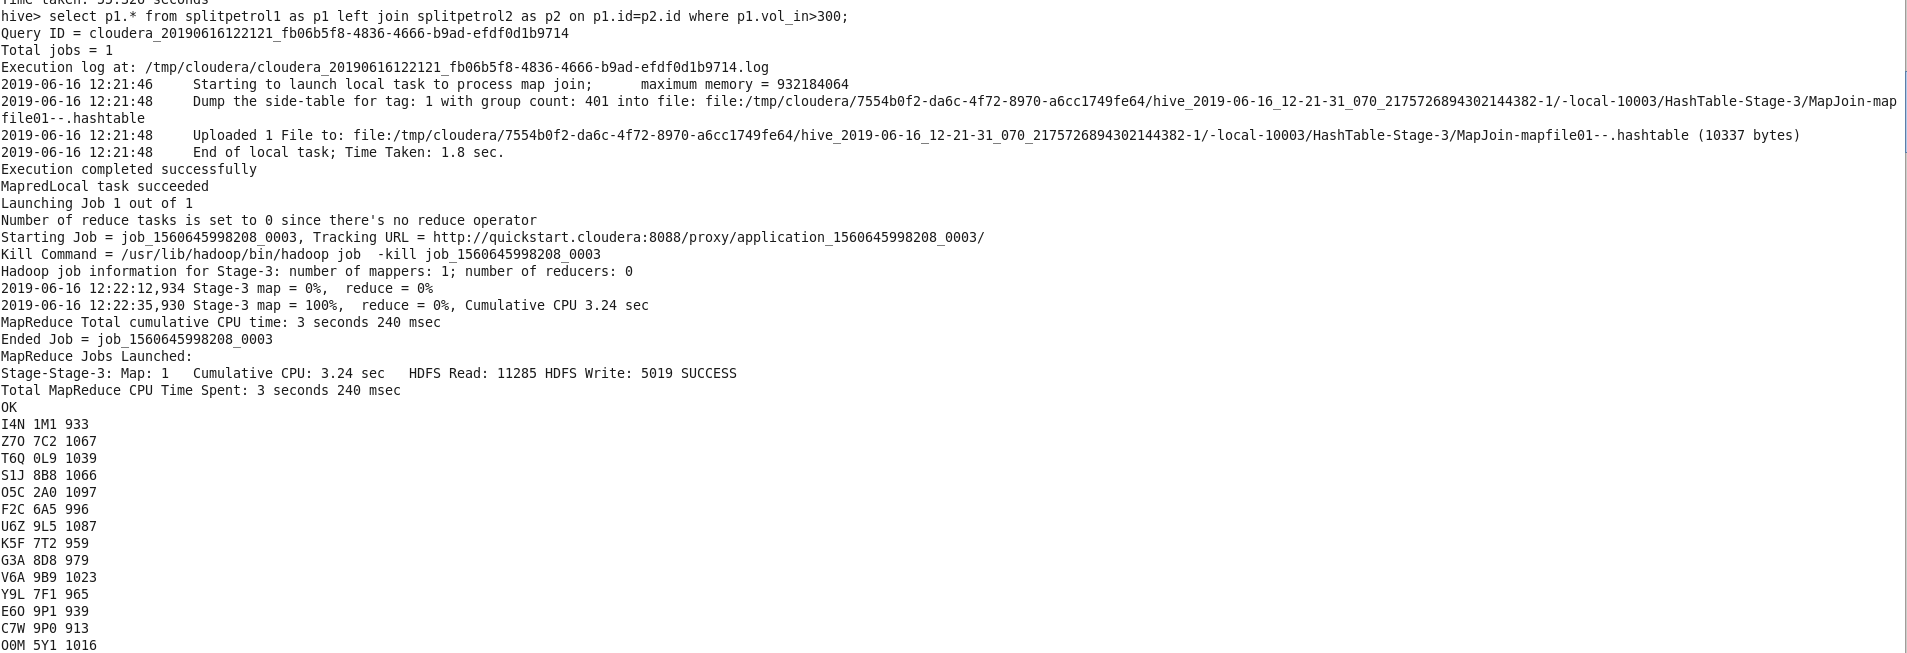 Time taken: 53.326 seconds
hive> select p1.* from splitpetrol1 as p1 left join splitpetrol2 as p2 on p1.id=p2.id where p1.vol_in>300;
Query ID = cloudera_20190616122121_fb06b5f8-4836-4666-b9ad-efdf0d1b9714
Total jobs = 1
Execution log at: /tmp/cloudera/cloudera_20190616122121_fb06b5f8-4836-4666-b9ad-efdf0d1b9714.log
2019-06-16 12:21:46     Starting to launch local task to process map join;      maximum memory = 932184064
2019-06-16 12:21:48     Dump the side-table for tag: 1 with group count: 401 into file: file:/tmp/cloudera/7554b0f2-da6c-4f72-8970-a6cc1749fe64/hive_2019-06-16_12-21-31_070_2175726894302144382-1/-local-10003/HashTable-Stage-3/MapJoin-map
file01--.hashtable
2019-06-16 12:21:48     Uploaded 1 File to: file:/tmp/cloudera/7554b0f2-da6c-4f72-8970-a6cc1749fe64/hive_2019-06-16_12-21-31_070_2175726894302144382-1/-local-10003/HashTable-Stage-3/MapJoin-mapfile01--.hashtable (10337 bytes)
2019-06-16 12:21:48     End of local task; Time Taken: 1.8 sec.
Execution completed successfully
MapredLocal task succeeded
Launching Job 1 out of 1
Number of reduce tasks is set to 0 since there's no reduce operator
Starting Job = job_1560645998208_0003, Tracking URL = http://quickstart.cloudera:8088/proxy/application_1560645998208_0003/
Kill Command = /usr/lib/hadoop/bin/hadoop job  -kill job_1560645998208_0003
Hadoop job information for Stage-3: number of mappers: 1; number of reducers: 0
2019-06-16 12:22:12,934 Stage-3 map = 0%,  reduce = 0%
2019-06-16 12:22:35,930 Stage-3 map = 100%,  reduce = 0%, Cumulative CPU 3.24 sec
MapReduce Total cumulative CPU time: 3 seconds 240 msec
Ended Job = job_1560645998208_0003
MapReduce Jobs Launched:
Stage-Stage-3: Map: 1   Cumulative CPU: 3.24 sec   HDFS Read: 11285 HDFS Write: 5019 SUCCESS
Total MapReduce CPU Time Spent: 3 seconds 240 msec
OK
I4N 1M1 933
Z7O 7C2 1067
T6Q 0L9 1039
S1J 8B8 1066
O5C 2A0 1097
F2C 6A5 996
U6Z 9L5 1087
K5F 7T2 959
G3A 8D8 979
V6A 9B9 1023
Y9L 7F1 965
E6O 9P1 939
C7W 9P0 913
O0M 5Y1 1016